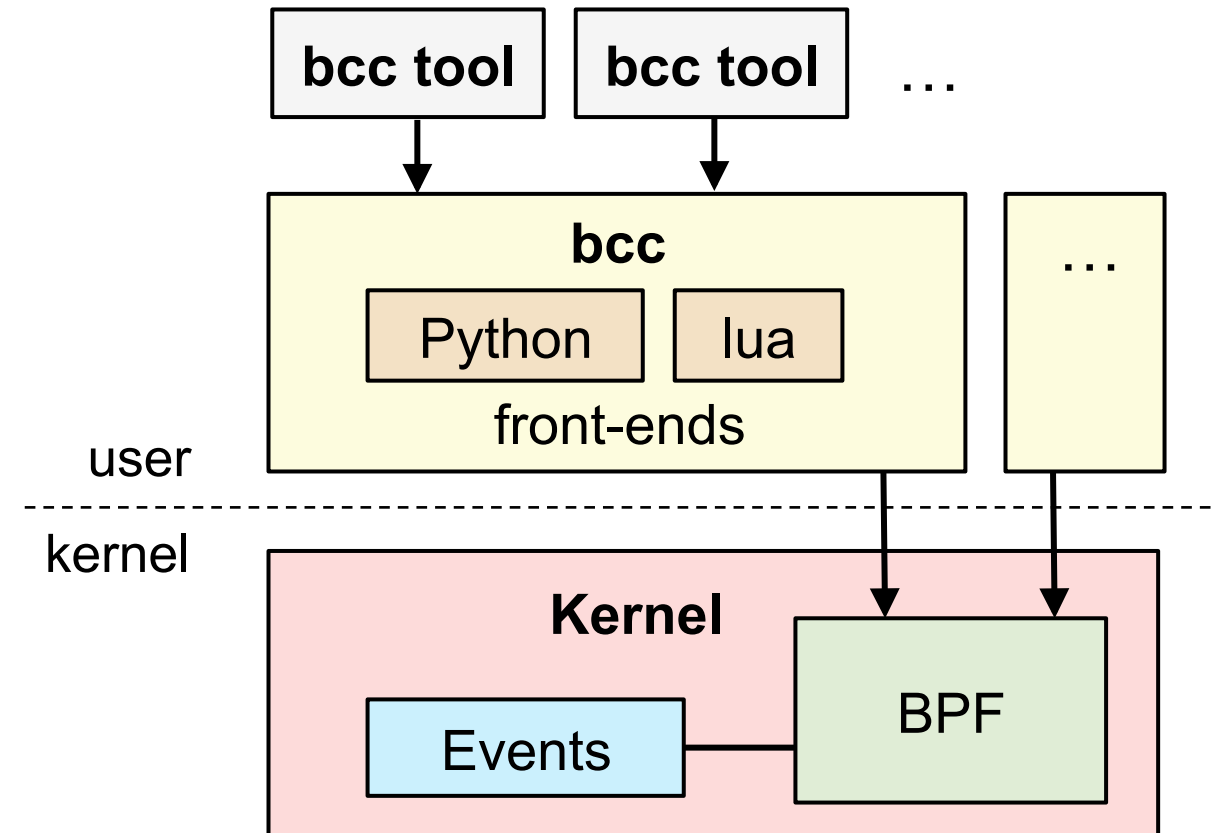 bcc tool
bcc tool
…
bcc
…
Python
lua
front-ends
user
kernel
Kernel
BPF
Events